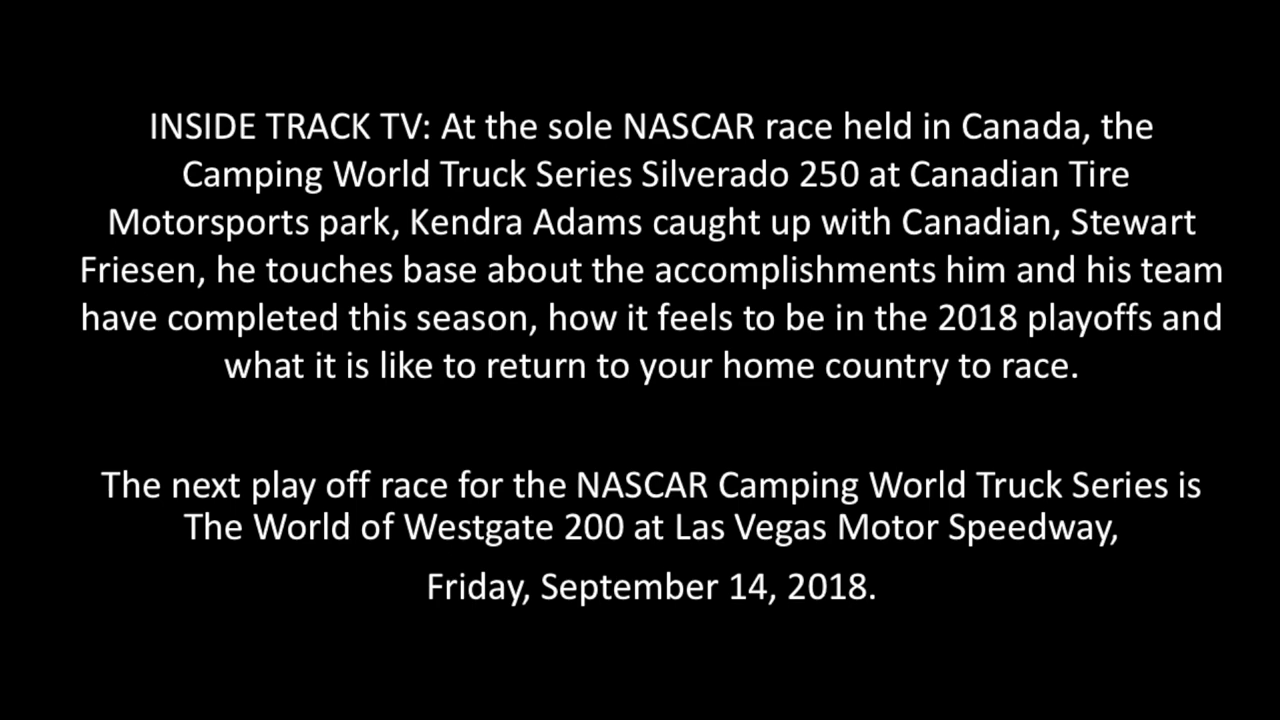 INSIDE TRACK TV: At the sole NASCAR race held in Canada, the
Camping World Truck Series Silverado 250 at Canadian Tire
Motorsports park, Kendra Adams caught up with Canadian, Stewart
Friesen, he touches base about the accomplishments him and his team
have completed this season, how it feels to be in the 2018 playoffs and
what it is like to return to your home country to race.
The next play off race for the NASCAR Camping World Truck Series is
The World of Westgate 200 at Las Vegas Motor Speedway,
Friday, September 14, 2018.